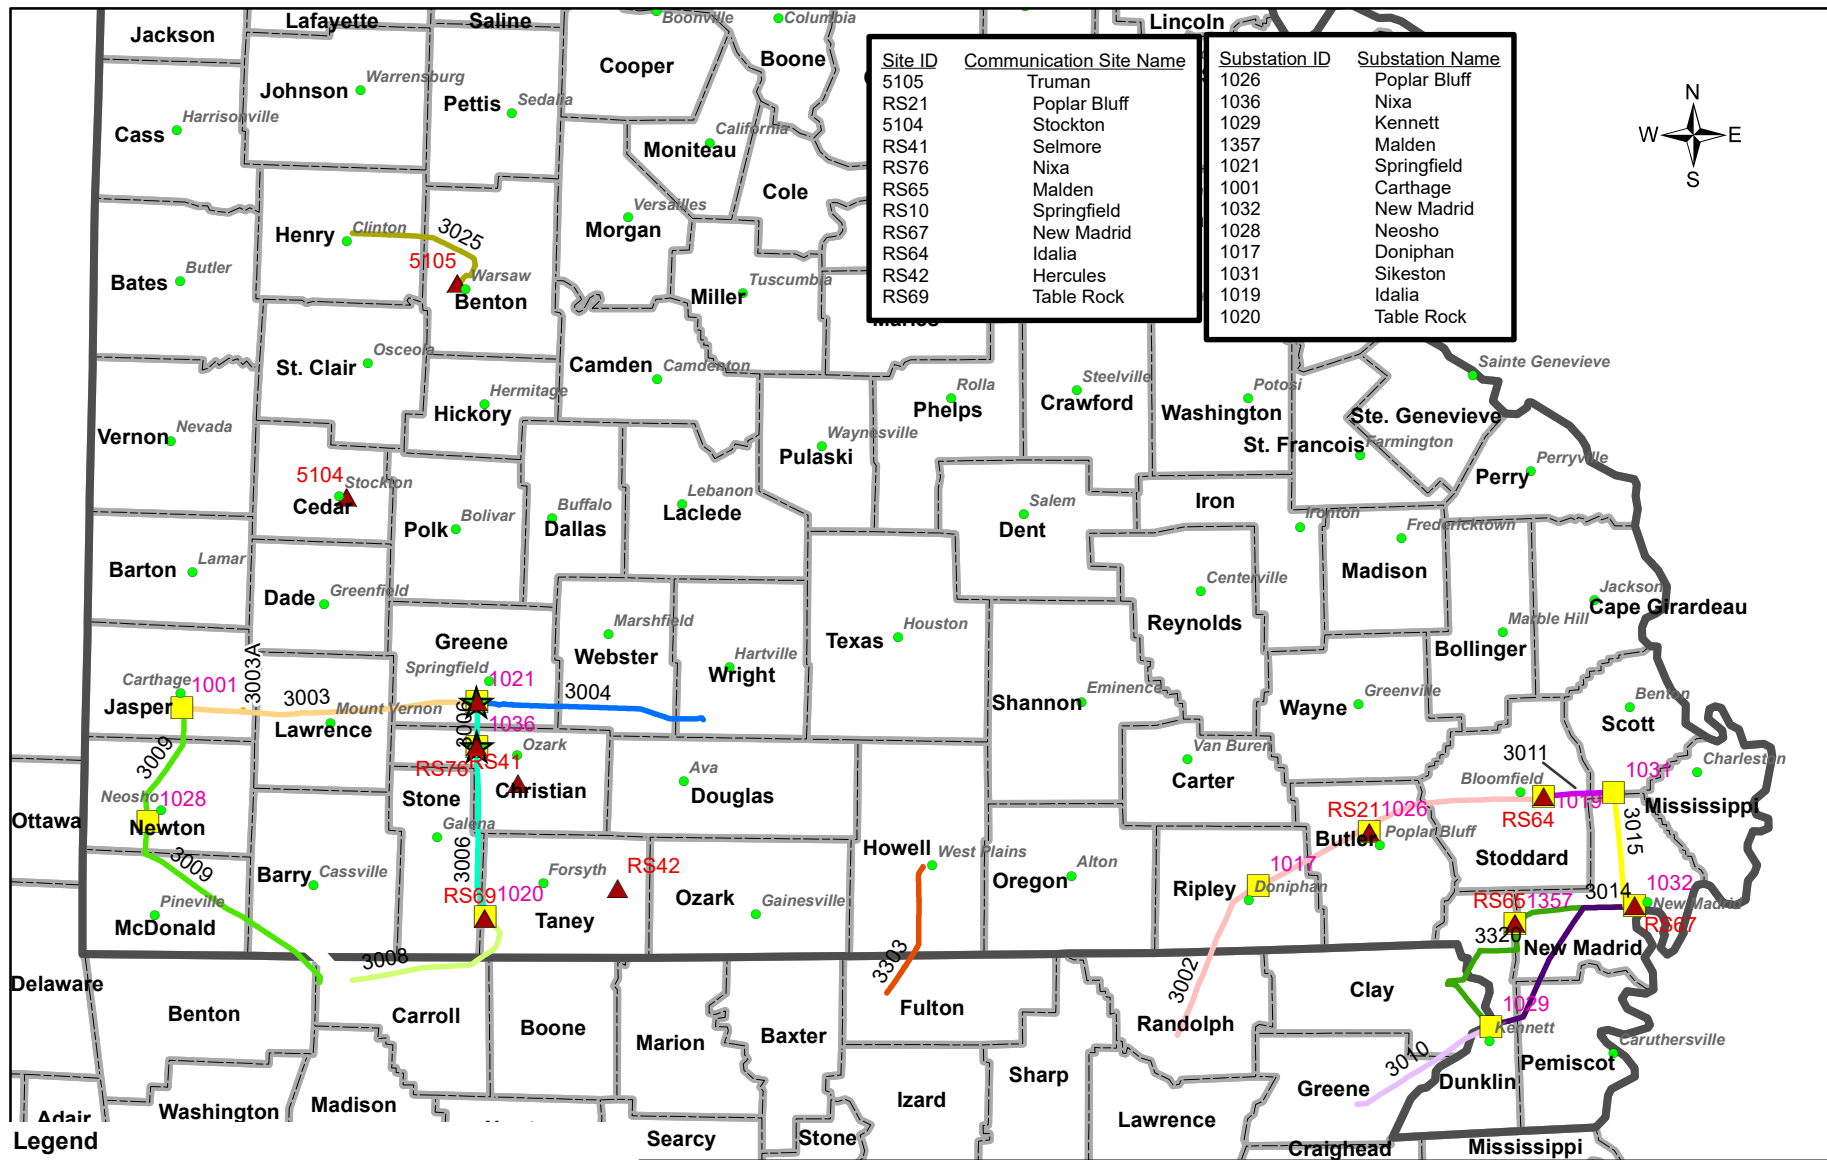 Lafayette
Saline
Boonville
Columbia
Lincoln
Jackson
Cooper
Boone
Warrensburg
Johnson
Pettis
Sedalia
Harrisonville
Cass
California
Moniteau
Cole
Site ID Communication Site Name
5105 Truman
RS21 Poplar Bluff
5104 Stockton
RS41 Selmore
RS76 Nixa
RS65 Malden
RS10 Springfield
RS67 New Madrid
RS64 Idalia
RS42 Hercules
RS69 Table Rock
Substation ID Substation Name
1026 Poplar Bluff
1036 Nixa
1029 Kennett
1357 Malden
1021 Springfield
1001 Carthage
1032 New Madrid
1028 Neosho
1017 Doniphan
1031 Sikeston
1019 Idalia
1020 Table Rock
N
W E
S
Versailles
Morgan
Henry
Clinton
3025
5105
Warsaw
Benton
Bates
Butler
Tuscumbia
Miller
Maries
St. Clair
Osceola
Camden
Camdenton
Hermitage
Hickory
Rolla
Phelps
Steelville
Crawford
Potosi
Washington
Sainte Genevieve
Ste. Genevieve
St. Francois
Farmington
Vernon
Nevada
Waynesville
Pulaski
Perryville
Perry
5104
Stockton
Cedar
Polk
Bolivar
Buffalo
Dallas
Lebanon
Laclede
Salem
Dent
Iron
Ironton
Fredericktown
Madison
Barton
Lamar
Dade
Greenfield
Centerville
Reynolds
Jackson
Cape Girardeau
Marble Hill
Bollinger
Greene
Springfield
Marshfield
Webster
Hartville
Wright
Texas
Houston
Carthage
1001
Jasper
3003A
3003
Mount Vernon
Lawrence
1021
3004
3006
1036
Ozark
RS76
RS41
Christian
Shannon
Eminence
Greenville
Wayne
Benton
Scott
3009
Neosho
1028
Newton
Stone
Galena
Ava
Douglas
Van Buren
Carter
3011
Bloomfield
1019
RS64
1031
Charleston
Mississippi
Ottawa
3009
Barry
Cassville
3006
RS69
1020
Forsyth
Taney
RS42
Ozark
Gainesville
Howell
West Plains
Oregon
Alton
Ripley
1017
Doniphan
RS21
1026
Butler
Poplar Bluff
Stoddard
3015
3014
1032
New Madrid
RS67
Pineville
McDonald
RS65
1357
3320
New Madrid
Delaware
3008
3303
3002
Benton
Carroll
Boone
Marion
Baxter
Fulton
Randolph
Clay
1029
Kennett
Caruthersville
Pemiscot
3010
Greene
Dunklin
Adair
Washington
Madison
Searcy
Stone
Izard
Sharp
Lawrence
Craighead
Mississippi
Legend